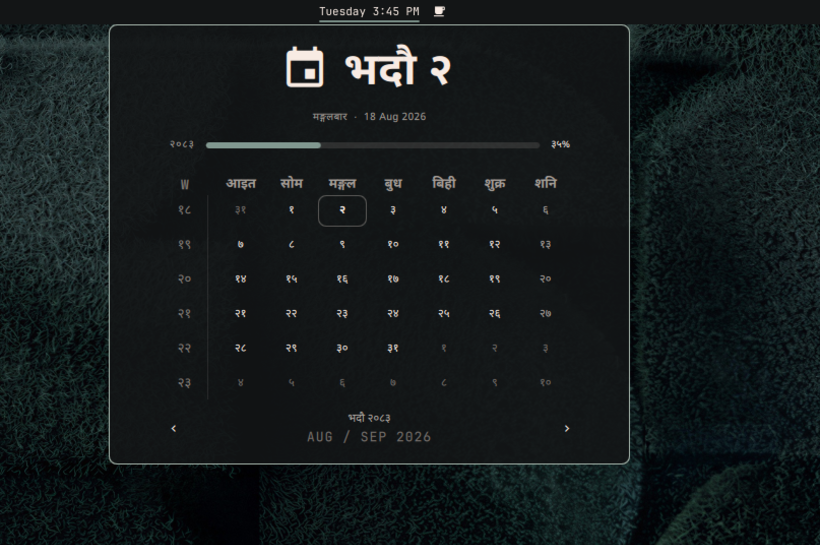 Tuesday 3:45 PM
भदौ २
मङ्गलबार · 18 Aug 2026
२०८३ ३५%
W आइत सोम मङ्गल बुध बिही शुक्र शनि
१८ ३१ १ २ ३ ४ ५ ६
१९ ७ ८ ९ १० ११ १२ १३
२० १४ १५ १६ १७ १८ १९ २०
२१ २१ २२ २३ २४ २५ २६ २७
२२ २८ २९ ३० ३१ १ २ ३
२३ ४ ५ ६ ७ ८ ९ १०
भदौ २०८३
‹ AUG / SEP 2026 ›